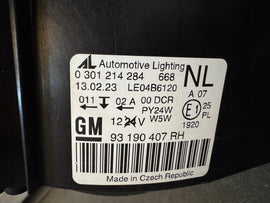 AL Automotive Lighting
0 301 214 284 668 NL
13.02.23 LE04B6120 A 07
011 02 A 00 DCR E1 25
PY24W PL
12 24V W5W 1920
GM 93 190 407 RH
Made in Czech Republic